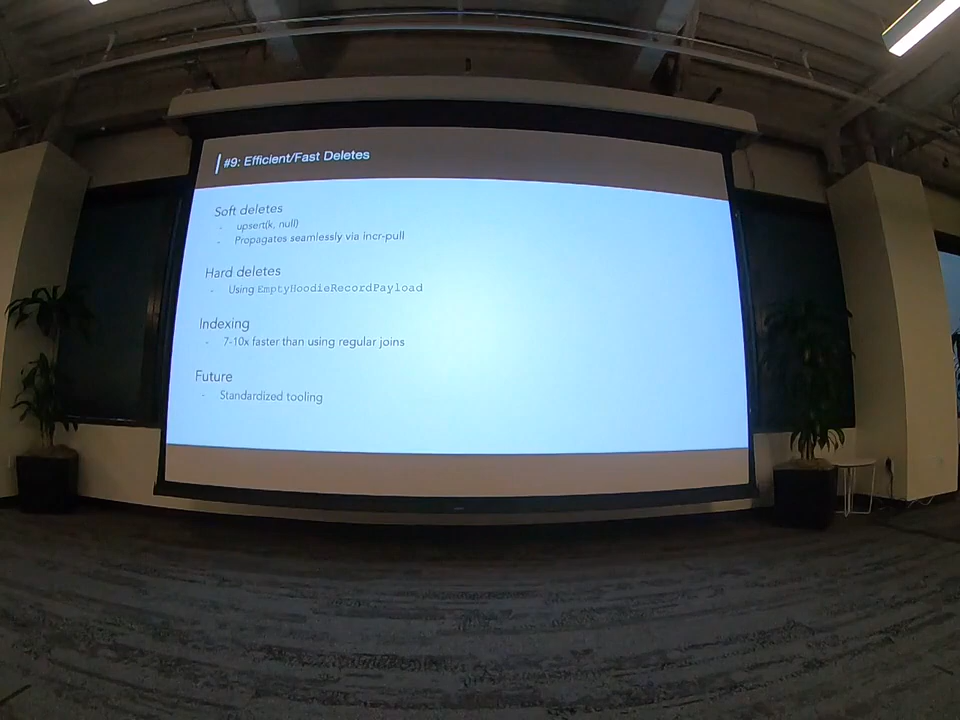 #9: Efficient/Fast Deletes
Soft deletes
- upsert(k, null)
- Propagates seamlessly via incr-pull
Hard deletes
- Using EmptyHoodieRecordPayload
Indexing
- 7-10x faster than using regular joins
Future
- Standardized tooling